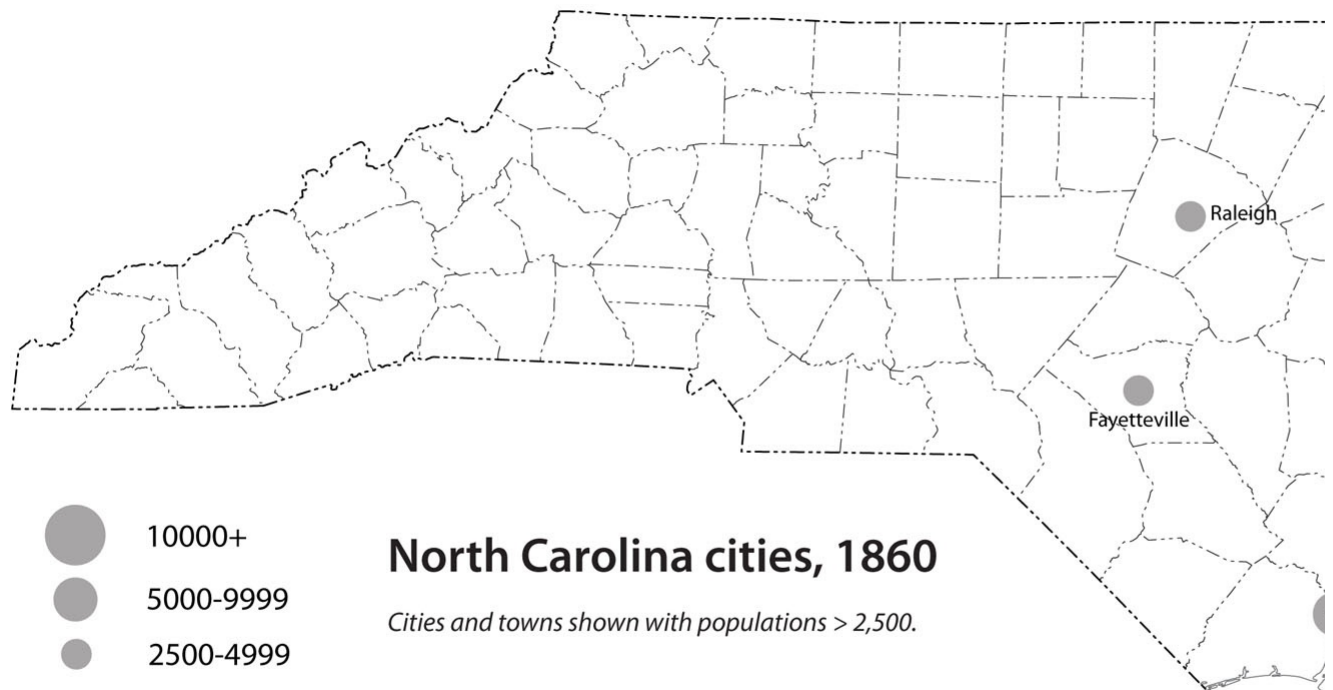 Raleigh
Fayetteville
10000+
5000-9999
2500-4999
North Carolina cities, 1860
Cities and towns shown with populations > 2,500.